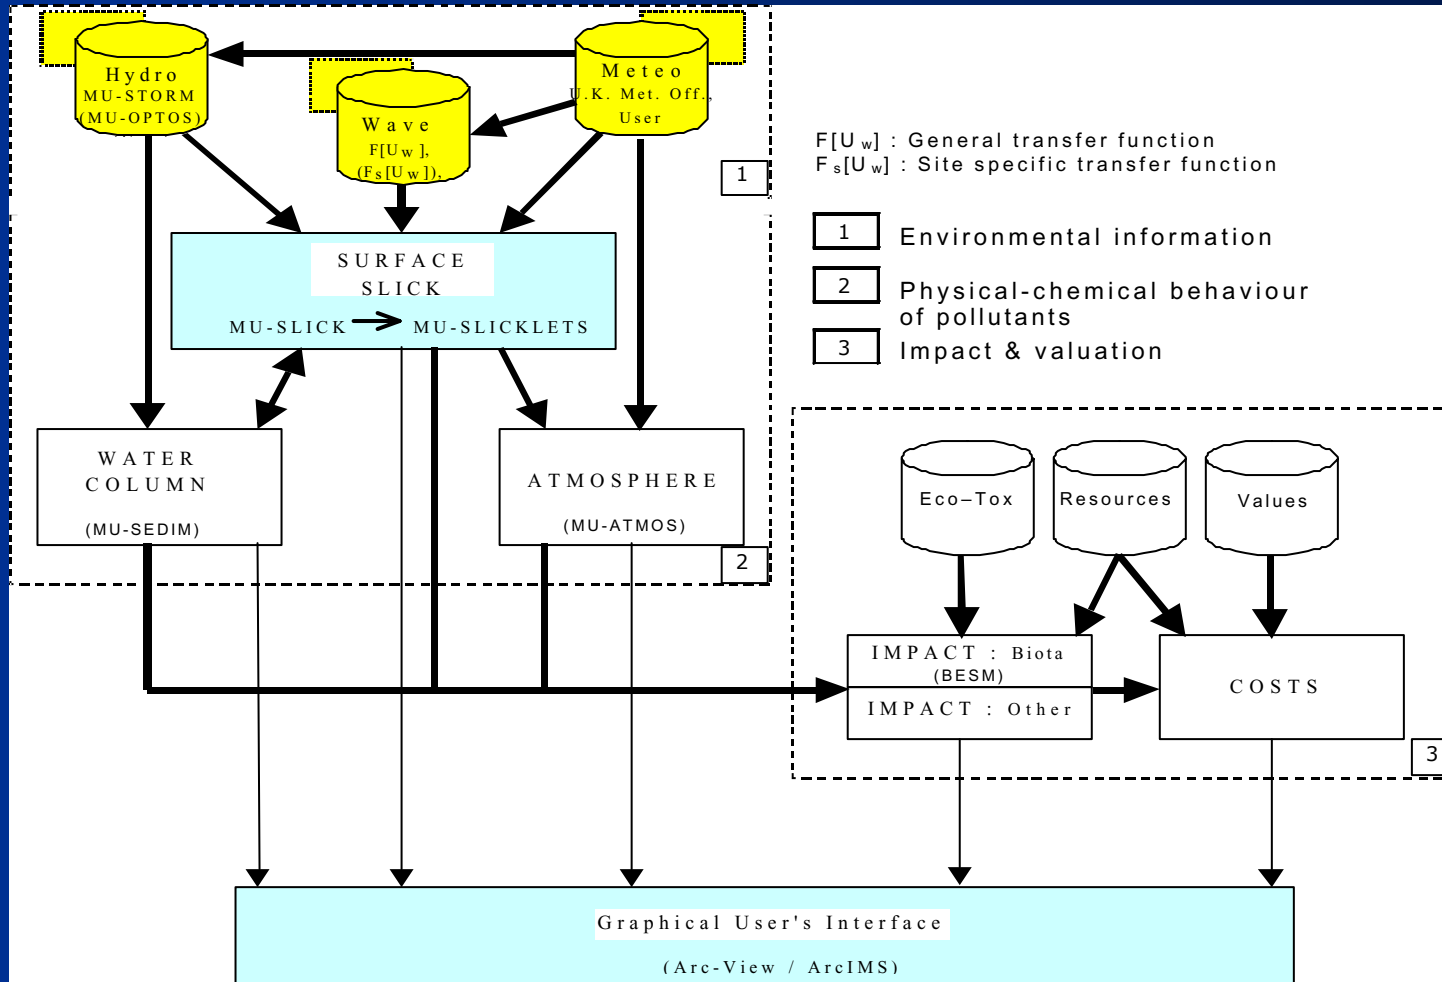 Hydro
MU-STORM
(MU-OPTOS)
Wave
F[U w],
(F s [U w]),
Meteo
U.K. Met. Off.,
User
1
F[U w] : General transfer function
F s[U w] : Site specific transfer function
1 Environmental information
2 Physical-chemical behaviour
of pollutants
3 Impact & valuation
SURFACE
SLICK
MU-SLICK MU-SLICKLETS
WATER
COLUMN
(MU-SEDIM)
ATMOSPHERE
(MU-ATMOS)
2
Eco–Tox
Resources
Values
IMPACT : Biota
(BESM)
IMPACT : Other
COSTS
3
Graphical User's Interface
(Arc-View / ArcIMS)